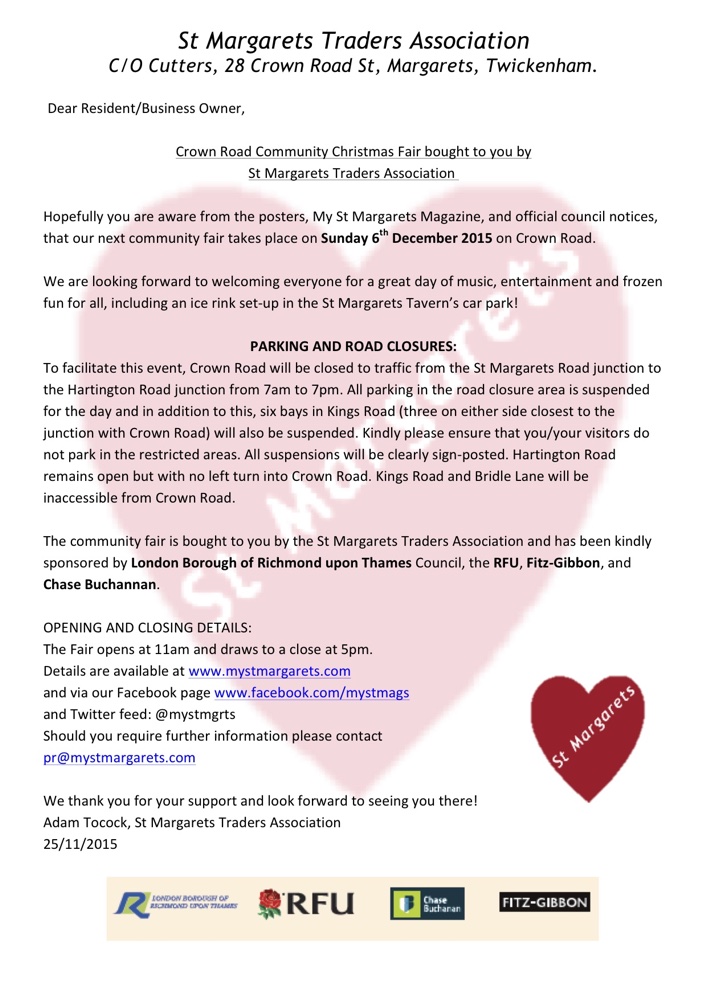 St Margarets Traders Association
C/O Cutters, 28 Crown Road St, Margarets, Twickenham.
Dear Resident/Business Owner,
Crown Road Community Christmas Fair bought to you by
St Margarets Traders Association
Hopefully you are aware from the posters, My St Margarets Magazine, and official council notices,
that our next community fair takes place on Sunday 6th December 2015 on Crown Road.
We are looking forward to welcoming everyone for a great day of music, entertainment and frozen
fun for all, including an ice rink set-up in the St Margarets Tavern's car park!
PARKING AND ROAD CLOSURES:
To facilitate this event, Crown Road will be closed to traffic from the St Margarets Road junction to
the Hartington Road junction from 7am to 7pm. All parking in the road closure area is suspended
for the day and in addition to this, six bays in Kings Road (three on either side closest to the
junction with Crown Road) will also be suspended. Kindly please ensure that you/your visitors do
not park in the restricted areas. All suspensions will be clearly sign-posted. Hartington Road
remains open but with no left turn into Crown Road. Kings Road and Bridle Lane will be
inaccessible from Crown Road.
The community fair is bought to you by the St Margarets Traders Association and has been kindly
sponsored by London Borough of Richmond upon Thames Council, the RFU, Fitz-Gibbon, and
Chase Buchannan.
OPENING AND CLOSING DETAILS:
The Fair opens at 11am and draws to a close at 5pm.
Details are available at www.mystmargarets.com
and via our Facebook page www.facebook.com/mystmags
and Twitter feed: @mystmgrts
Should you require further information please contact
pr@mystmargarets.com
We thank you for your support and look forward to seeing you there!
Adam Tocock, St Margarets Traders Association
25/11/2015
St Margarets
St Margarets
LONDON BOROUGH OF
RICHMOND UPON THAMES
RFU
Chase
Buchanan
FITZ-GIBBON